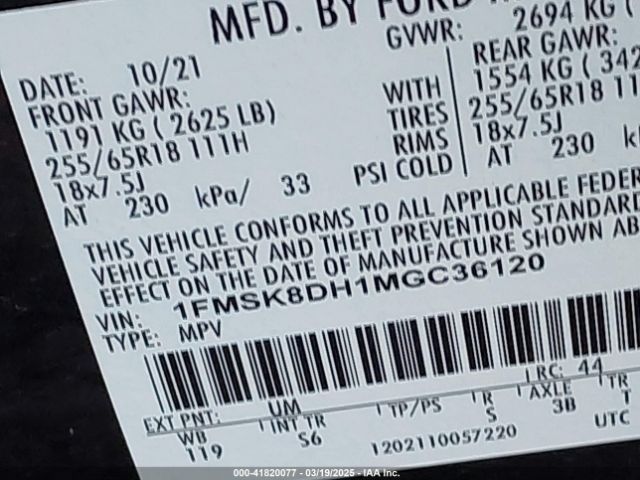 MFD. BY FORD
DATE: 10/21 GVWR: 2694 KG (
FRONT GAWR: REAR GAWR:
1191 KG ( 2625 LB) WITH 1554 KG ( 342
255/65R18 111H TIRES 255/65R18 11
18x7.5J RIMS 18x7.5J
AT 230 kPa/ 33 PSI COLD AT 230 k
THIS VEHICLE CONFORMS TO ALL APPLICABLE FEDER
VEHICLE SAFETY AND THEFT PREVENTION STANDAR
EFFECT ON THE DATE OF MANUFACTURE SHOWN AB
VIN: 1FMSK8DH1MGC36120
TYPE: MPV
RC: 44
EXT PNT: UM
WB INT TR TP/PS R AXLE TR
119 S6 S 3B T
1202110057220 UTC
000-41820077 — 03/19/2025 — IAA Inc.